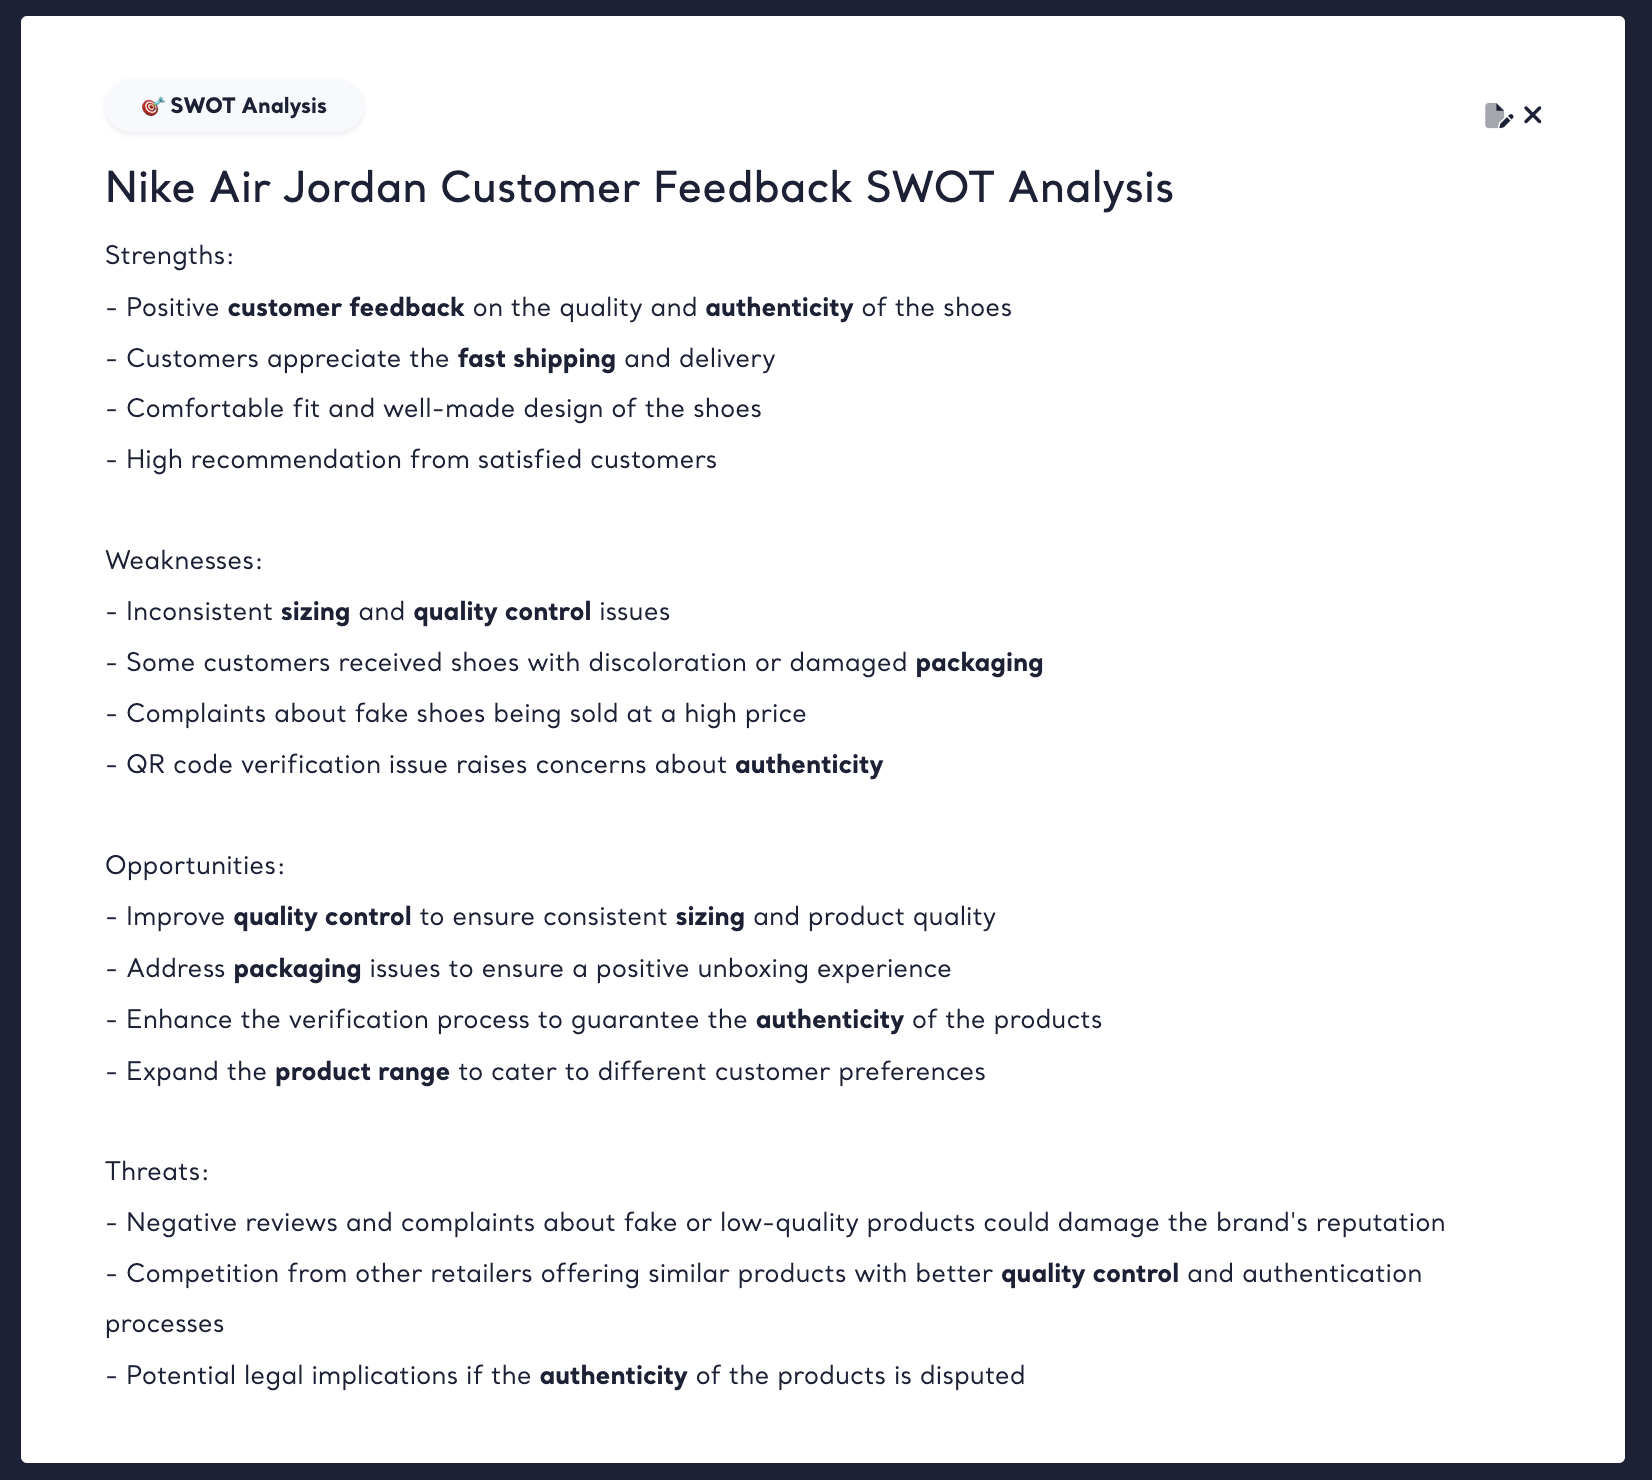 🎯 SWOT Analysis
Nike Air Jordan Customer Feedback SWOT Analysis
Strengths:
- Positive customer feedback on the quality and authenticity of the shoes
- Customers appreciate the fast shipping and delivery
- Comfortable fit and well-made design of the shoes
- High recommendation from satisfied customers
Weaknesses:
- Inconsistent sizing and quality control issues
- Some customers received shoes with discoloration or damaged packaging
- Complaints about fake shoes being sold at a high price
- QR code verification issue raises concerns about authenticity
Opportunities:
- Improve quality control to ensure consistent sizing and product quality
- Address packaging issues to ensure a positive unboxing experience
- Enhance the verification process to guarantee the authenticity of the products
- Expand the product range to cater to different customer preferences
Threats:
- Negative reviews and complaints about fake or low-quality products could damage the brand's reputation
- Competition from other retailers offering similar products with better quality control and authentication
processes
- Potential legal implications if the authenticity of the products is disputed